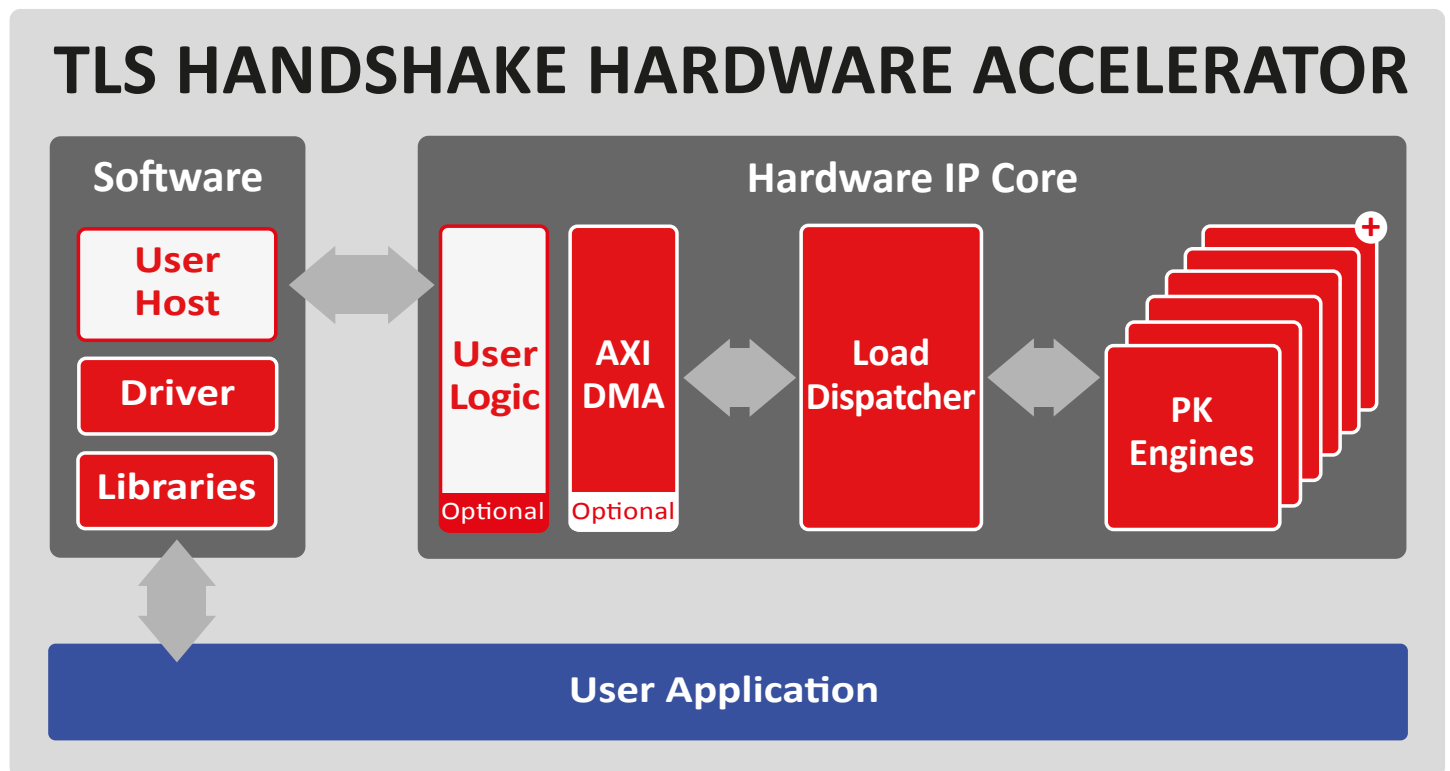 TLS HANDSHAKE HARDWARE ACCELERATOR
Software
User
Host
Driver
Libraries
Hardware IP Core
User
Logic
Optional
AXI
DMA
Optional
Load
Dispatcher
+
PK
Engines
User Application